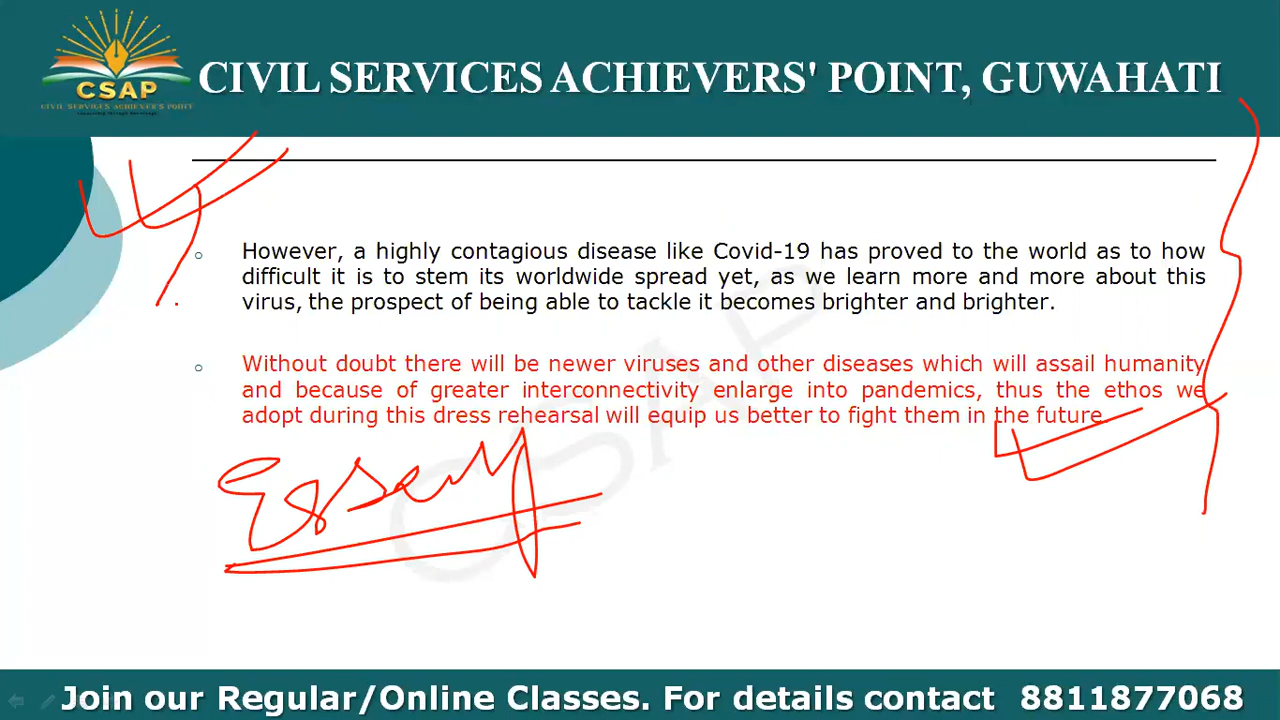 CSAP
CIVIL SERVICES ACHIEVER'S POINT
CIVIL SERVICES ACHIEVERS' POINT, GUWAHATI
However, a highly contagious disease like Covid-19 has proved to the world as to how
difficult it is to stem its worldwide spread yet, as we learn more and more about this
virus, the prospect of being able to tackle it becomes brighter and brighter.
Without doubt there will be newer viruses and other diseases which will assail humanity
and because of greater interconnectivity enlarge into pandemics, thus the ethos we
adopt during this dress rehearsal will equip us better to fight them in the future.
Essay
CSAP
Join our Regular/Online Classes. For details contact 8811877068